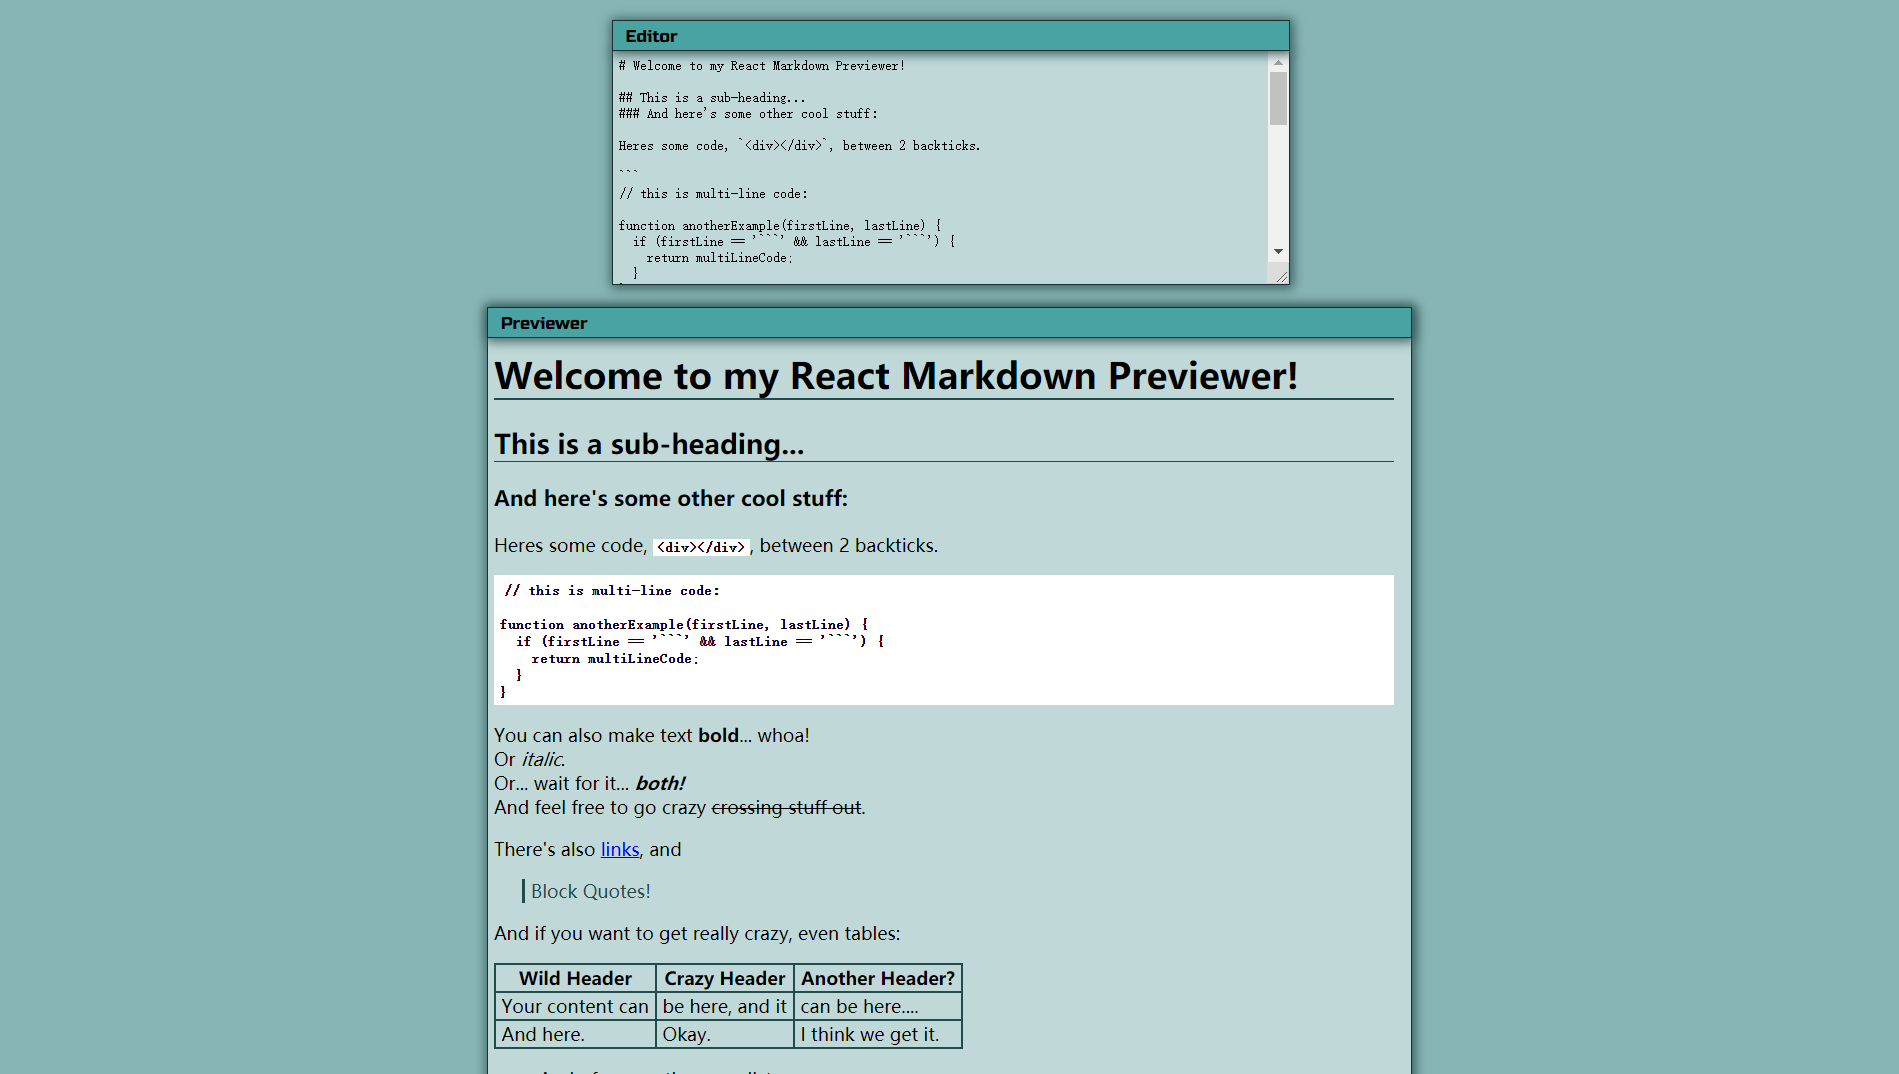 Editor
# Welcome to my React Markdown Previewer!
## This is a sub-heading...
### And here's some other cool stuff:
Heres some code, `<div></div>`, between 2 backticks.
```
// this is multi-line code:
function anotherExample(firstLine, lastLine) {
  if (firstLine == '```' && lastLine == '```') {
    return multiLineCode;
  }
Previewer
Welcome to my React Markdown Previewer!
This is a sub-heading...
And here's some other cool stuff:
Heres some code, <div></div>, between 2 backticks.
// this is multi-line code:
function anotherExample(firstLine, lastLine) {
  if (firstLine == '```' && lastLine == '```') {
    return multiLineCode;
  }
}
You can also make text bold... whoa!
Or italic.
Or... wait for it... both!
And feel free to go crazy crossing stuff out.
There's also links, and
Block Quotes!
And if you want to get really crazy, even tables:
Wild Header Crazy Header Another Header?
Your content can be here, and it can be here....
And here. Okay. I think we get it.